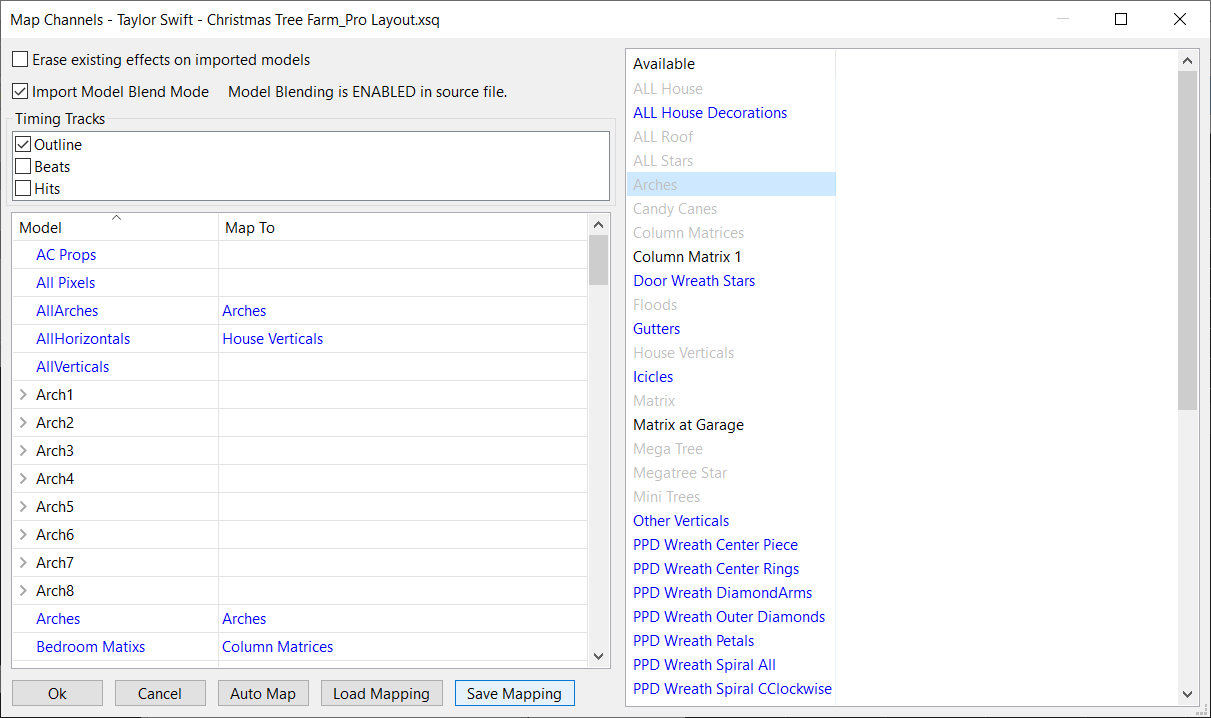 Map Channels - Taylor Swift - Christmas Tree Farm_Pro Layout.xsq
Erase existing effects on imported models
Import Model Blend Mode Model Blending is ENABLED in source file.
Timing Tracks
Outline
Beats
Hits
Model Map To
AC Props
All Pixels
AllArches Arches
AllHorizontals House Verticals
AllVerticals
Arch1
Arch2
Arch3
Arch4
Arch5
Arch6
Arch7
Arch8
Arches Arches
Bedroom Matixs Column Matrices
Ok Cancel Auto Map Load Mapping Save Mapping
Available
ALL House
ALL House Decorations
ALL Roof
ALL Stars
Arches
Candy Canes
Column Matrices
Column Matrix 1
Door Wreath Stars
Floods
Gutters
House Verticals
Icicles
Matrix
Matrix at Garage
Mega Tree
Megatree Star
Mini Trees
Other Verticals
PPD Wreath Center Piece
PPD Wreath Center Rings
PPD Wreath DiamondArms
PPD Wreath Outer Diamonds
PPD Wreath Petals
PPD Wreath Spiral All
PPD Wreath Spiral CClockwise